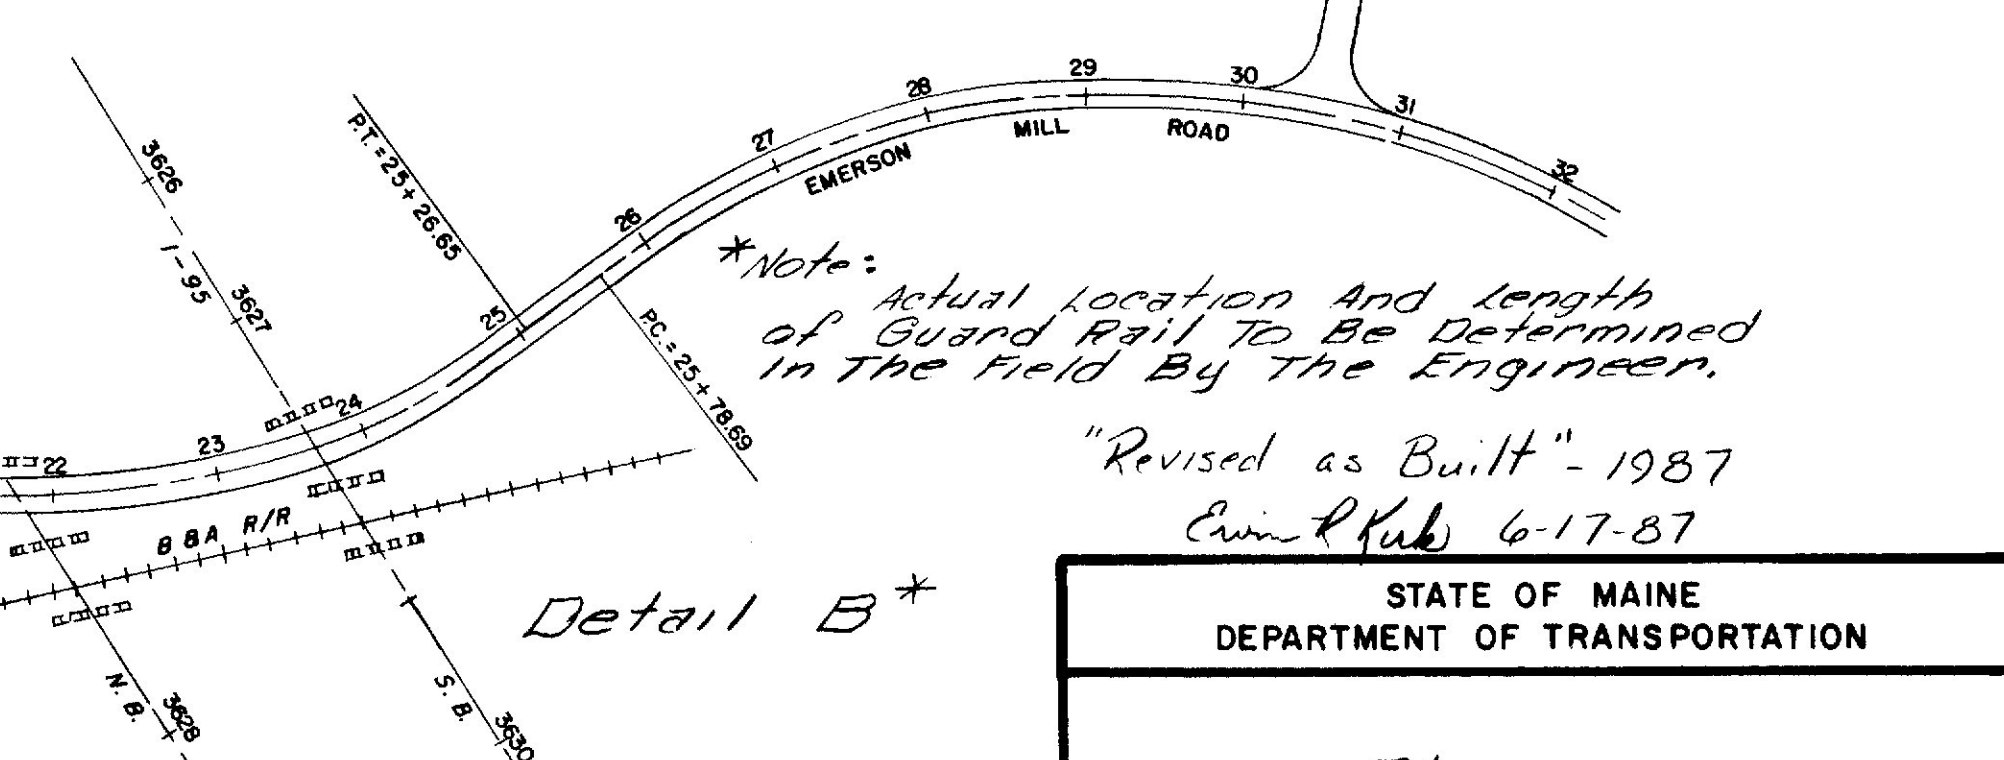 3626
I-95
3627
P.T. = 25+26.65
P.C. = 25+78.69
22
23
24
25
26
27
28
29
30
31
32
EMERSON MILL ROAD
*Note:
Actual Location And Length
of Guard Rail To Be Determined
In The Field By The Engineer.
"Revised as Built" - 1987
6-17-87
B&A R/R
Detail B*
N. B.
3628
S. B.
3630
STATE OF MAINE
DEPARTMENT OF TRANSPORTATION